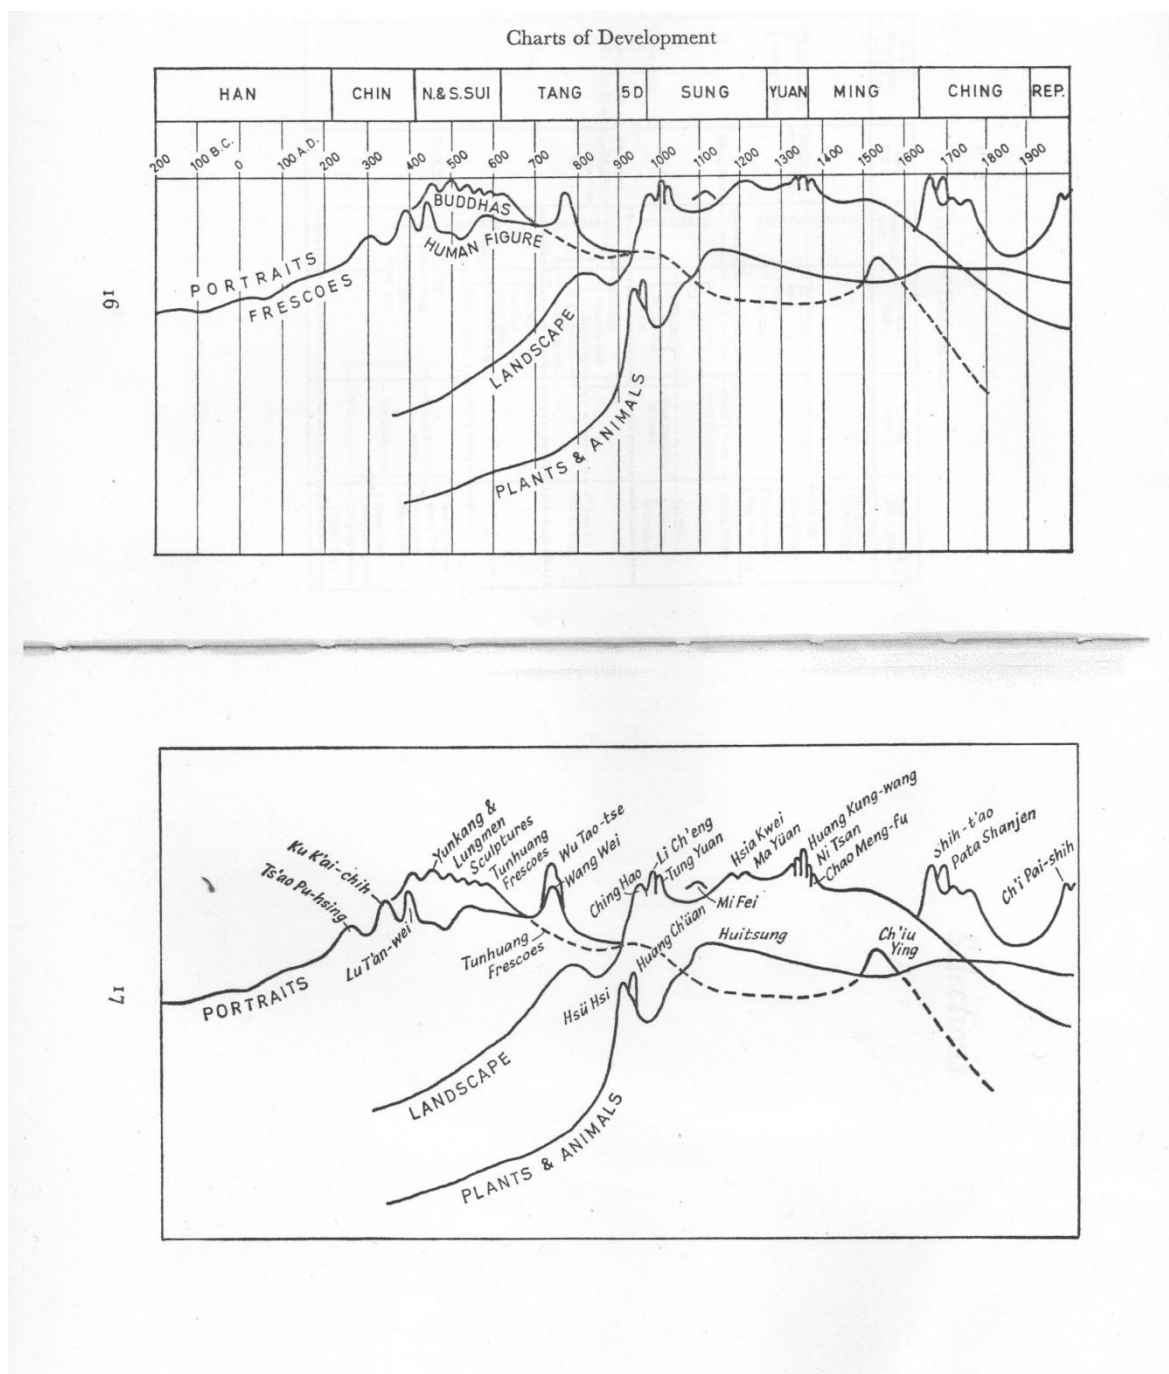 Charts of Development
HAN CHIN N.&S.SUI TANG 5D SUNG YUAN MING CHING REP.
200 100 B.C. 0 100 A.D. 200 300 400 500 600 700 800 900 1000 1100 1200 1300 1400 1500 1600 1700 1800 1900
BUDDHAS
HUMAN FIGURE
PORTRAITS
FRESCOES
LANDSCAPE
PLANTS & ANIMALS
16
Ku K'ai-chih
Ts'ao Pu-hsing
Lu T'an-wei
Yunkang &
Lungmen
Sculptures
Tunhuang
Frescoes
Wu Tao-tse
Wang Wei
Tunhuang
Frescoes
Ching Hao
Li Ch'eng
Tung Yuan
Mi Fei
Hsia Kwei
Ma Yüan
Huang Kung-wang
Ni Tsan
Chao Meng-fu
Shih-t'ao
Pata Shanjen
Ch'i Pai-shih
Hsü Hsi
Huang Ch'üan
Huitsung
Ch'iu
Ying
PORTRAITS
LANDSCAPE
PLANTS & ANIMALS
17